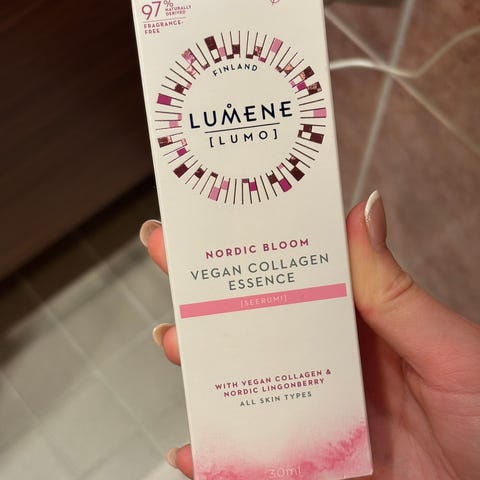 97% NATURALLY
DERIVED
FRAGRANCE-
FREE
FINLAND
LUMENE
[LUMO]
NORDIC BLOOM
VEGAN COLLAGEN
ESSENCE
[SEERUMI]
WITH VEGAN COLLAGEN &
NORDIC LINGONBERRY
ALL SKIN TYPES
30ml